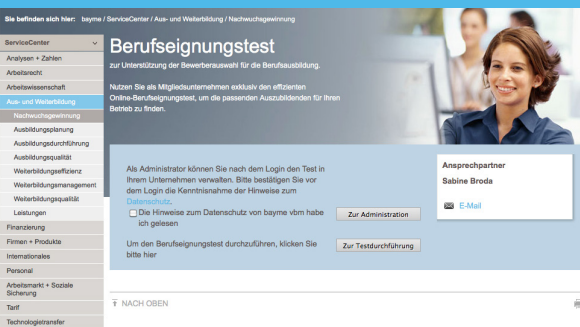 Sie befinden sich hier: bayme / ServiceCenter / Aus- und Weiterbildung / Nachwuchsgewinnung
ServiceCenter
Analysen + Zahlen
Arbeitsrecht
Arbeitswissenschaft
Aus- und Weiterbildung
Nachwuchsgewinnung
Ausbildungsplanung
Ausbildungsdurchführung
Ausbildungsqualität
Weiterbildungseffizienz
Weiterbildungsmanagement
Weiterbildungsqualität
Leistungen
Finanzierung
Firmen + Produkte
Internationales
Personal
Arbeitsmarkt + Soziale
Sicherung
Tarif
Technologietransfer
Berufseignungstest
zur Unterstützung der Bewerberauswahl für die Berufsausbildung.
Nutzen Sie als Mitgliedsunternehmen exklusiv den effizienten
Online-Berufseignungstest, um die passenden Auszubildenden für Ihren
Betrieb zu finden.
Als Administrator können Sie nach dem Login den Test in
Ihrem Unternehmen verwalten. Bitte bestätigen Sie vor
dem Login die Kenntnisnahme der Hinweise zum
Datenschutz.
Die Hinweise zum Datenschutz von bayme vbm habe
ich gelesen
Zur Administration
Um den Berufseignungstest durchzuführen, klicken Sie
bitte hier
Zur Testdurchführung
Ansprechpartner
Sabine Broda
E-Mail
NACH OBEN